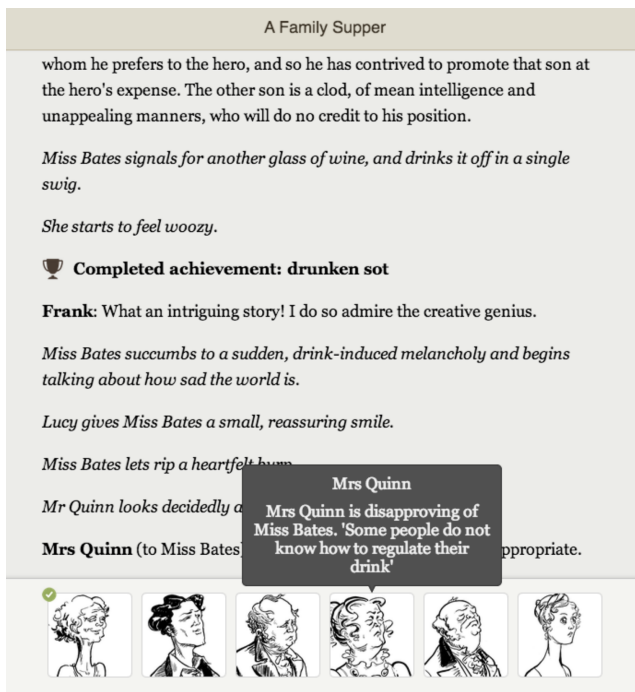 A Family Supper
whom he prefers to the hero, and so he has contrived to promote that son at
the hero's expense. The other son is a clod, of mean intelligence and
unappealing manners, who will do no credit to his position.
Miss Bates signals for another glass of wine, and drinks it off in a single
swig.
She starts to feel woozy.
Completed achievement: drunken sot
Frank: What an intriguing story! I do so admire the creative genius.
Miss Bates succumbs to a sudden, drink-induced melancholy and begins
talking about how sad the world is.
Lucy gives Miss Bates a small, reassuring smile.
Miss Bates lets rip a heartfelt
Mr Quinn looks decidedly
Mrs Quinn (to Miss Bates)
Mrs Quinn
Mrs Quinn is disapproving of
Miss Bates. 'Some people do not
know how to regulate their
drink'